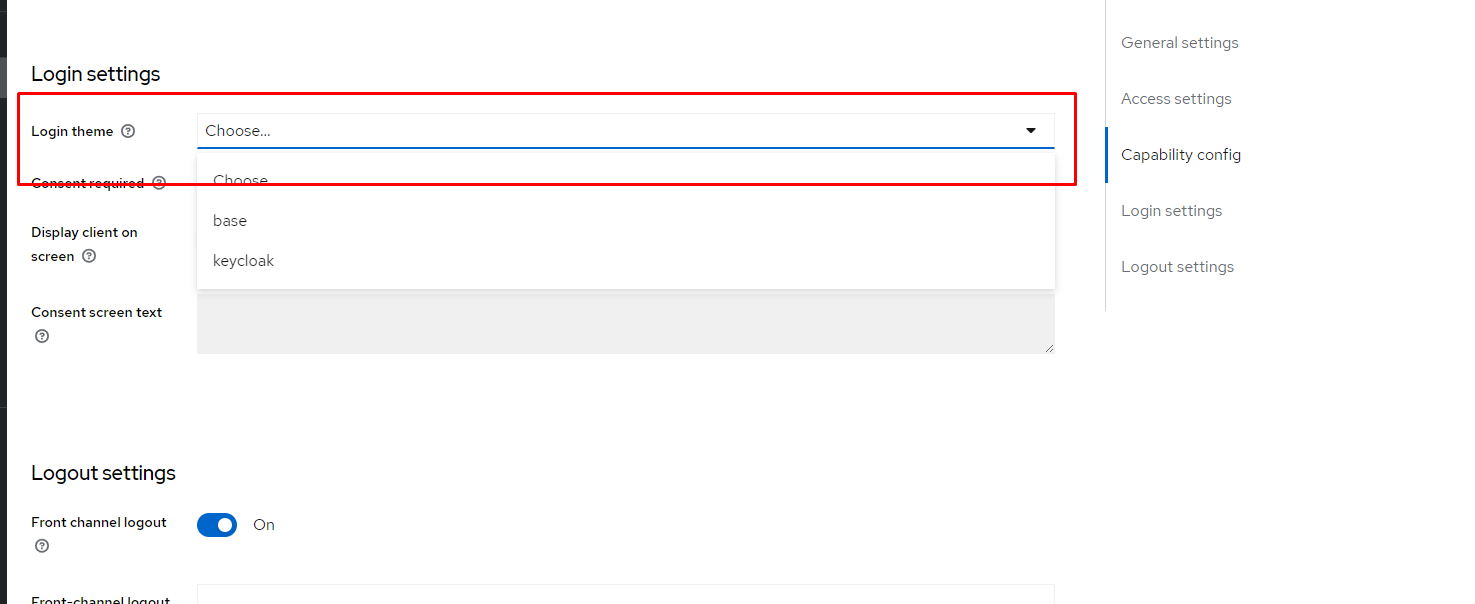 Login settings
Login theme
Choose...
Consent required
Choose...
base
keycloak
Display client on
screen
Consent screen text
Logout settings
Front channel logout
On
Front-channel logout
General settings
Access settings
Capability config
Login settings
Logout settings